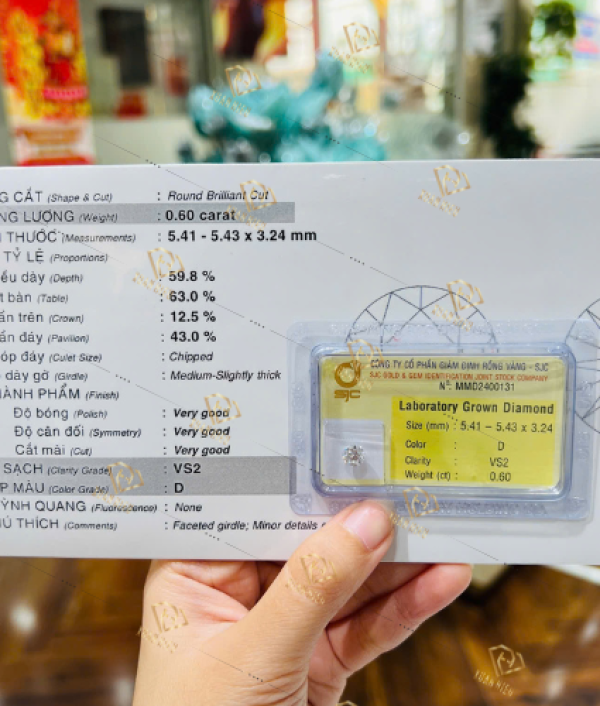 G CẮT (Shape & Cut) : Round Brilliant Cut
NG LƯỢNG (Weight) : 0.60 carat
THƯỚC (Measurements) : 5.41 - 5.43 x 3.24 mm
TỶ LỆ (Proportions)
ều dày (Depth) : 59.8 %
t bàn (Table) : 63.0 %
ần trên (Crown) : 12.5 %
ần đáy (Pavilion) : 43.0 %
óp đáy (Culet Size) : Chipped
dày gờ (Girdle) : Medium-Slightly thick
HÀNH PHẨM (Finish)
Độ bóng (Polish) : Very good
Độ cân đối (Symmetry) : Very good
Cắt mài (Cut) : Very good
SẠCH (Clarity Grade) : VS2
P MÀU (Color Grade) : D
UỲNH QUANG (Fluorescence) : None
Ú THÍCH (Comments) : Faceted girdle; Minor details
CÔNG TY CỔ PHẦN GIÁM ĐỊNH RỒNG VÀNG - SJC
SJC GOLD & GEM IDENTIFICATION JOINT STOCK COMPANY
SJC
Nº: MMD2400131
Laboratory Grown Diamond
Size (mm) : 5.41 - 5.43 x 3.24
Color : D
Clarity : VS2
Weight (ct) : 0.60
XUÂN HIỀN